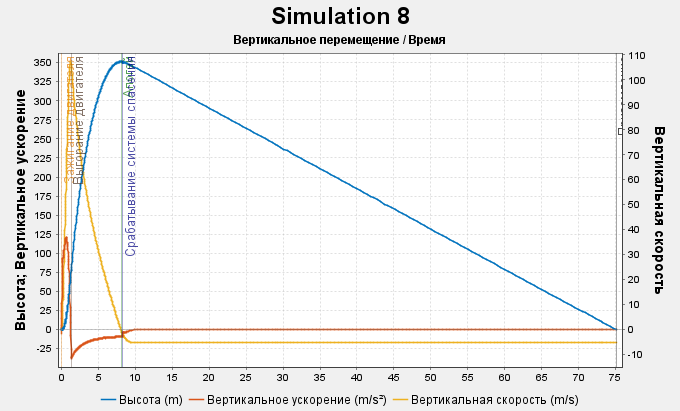 Simulation 8
Вертикальное перемещение / Время
Высота; Вертикальное ускорение
350
325
300
275
250
225
200
175
150
125
100
75
50
25
0
-25
Зажигание двигателя
Выгорание двигателя
Срабатывание системы спасения
Апогей
110
100
90
80
70
60
50
40
30
20
10
0
-10
Вертикальная скорость
0 5 10 15 20 25 30 35 40 45 50 55 60 65 70 75
Высота (m) Вертикальное ускорение (m/s²) Вертикальная скорость (m/s)